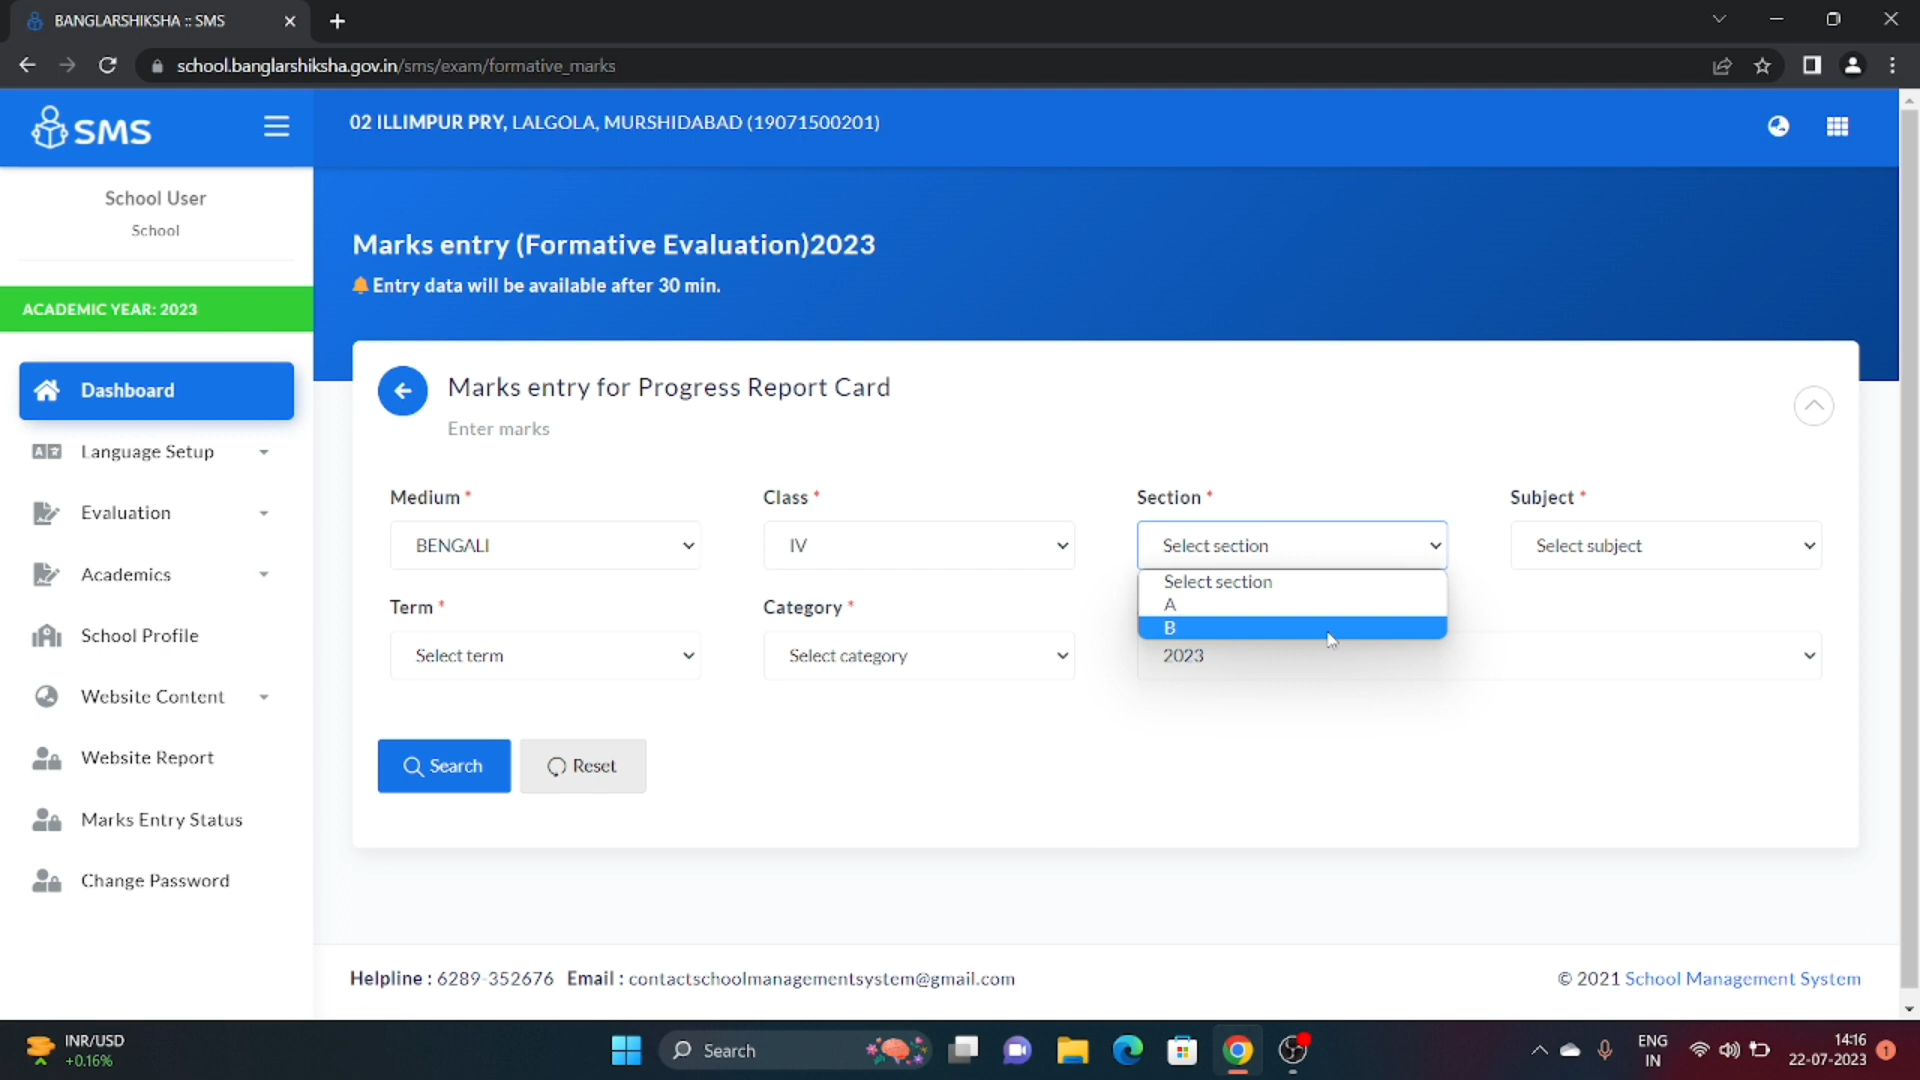 BANGLARSHIKSHA :: SMS
school.banglarshiksha.gov.in/sms/exam/formative_marks
SMS
02 ILLIMPUR PRY, LALGOLA, MURSHIDABAD (19071500201)
School User
School
ACADEMIC YEAR: 2023
Dashboard
Language Setup
Evaluation
Academics
School Profile
Website Content
Website Report
Marks Entry Status
Change Password
Marks entry (Formative Evaluation)2023
Entry data will be available after 30 min.
Marks entry for Progress Report Card
Enter marks
Medium * Class * Section * Subject *
BENGALI IV Select section Select subject
Select section
A
B
Term * Category *
Select term Select category 2023
Search Reset
Helpline : 6289-352676 Email : contactschoolmanagementsystem@gmail.com
© 2021 School Management System
INR/USD
+0.16%
Search
ENG
IN
14:16
22-07-2023
1